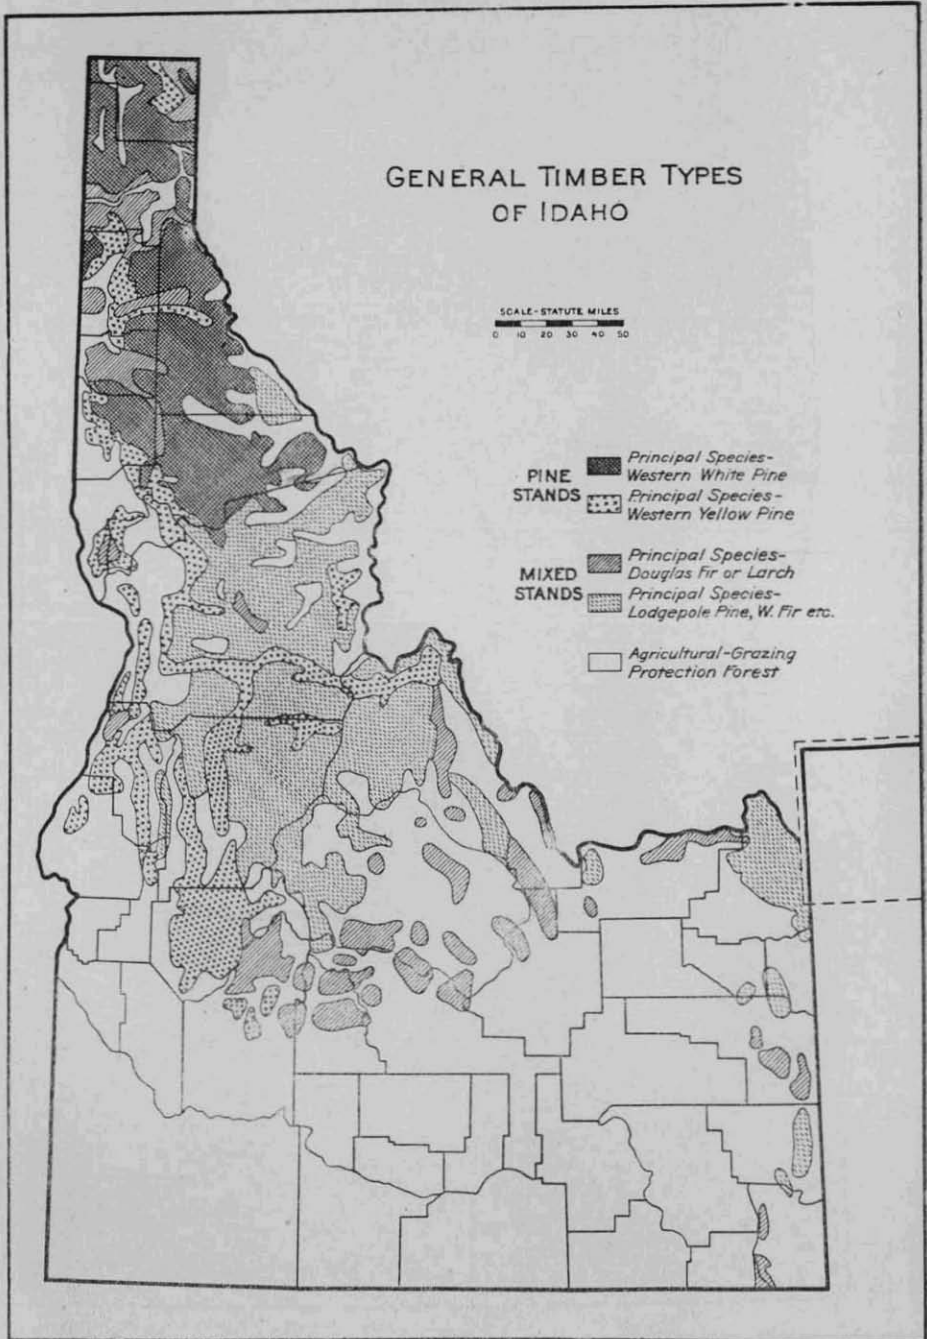 GENERAL TIMBER TYPES
OF IDAHO
SCALE-STATUTE MILES
0 10 20 30 40 50
PINE
STANDS
Principal Species-
Western White Pine
Principal Species-
Western Yellow Pine
MIXED
STANDS
Principal Species-
Douglas Fir or Larch
Principal Species-
Lodgepole Pine, W. Fir etc.
Agricultural-Grazing
Protection Forest